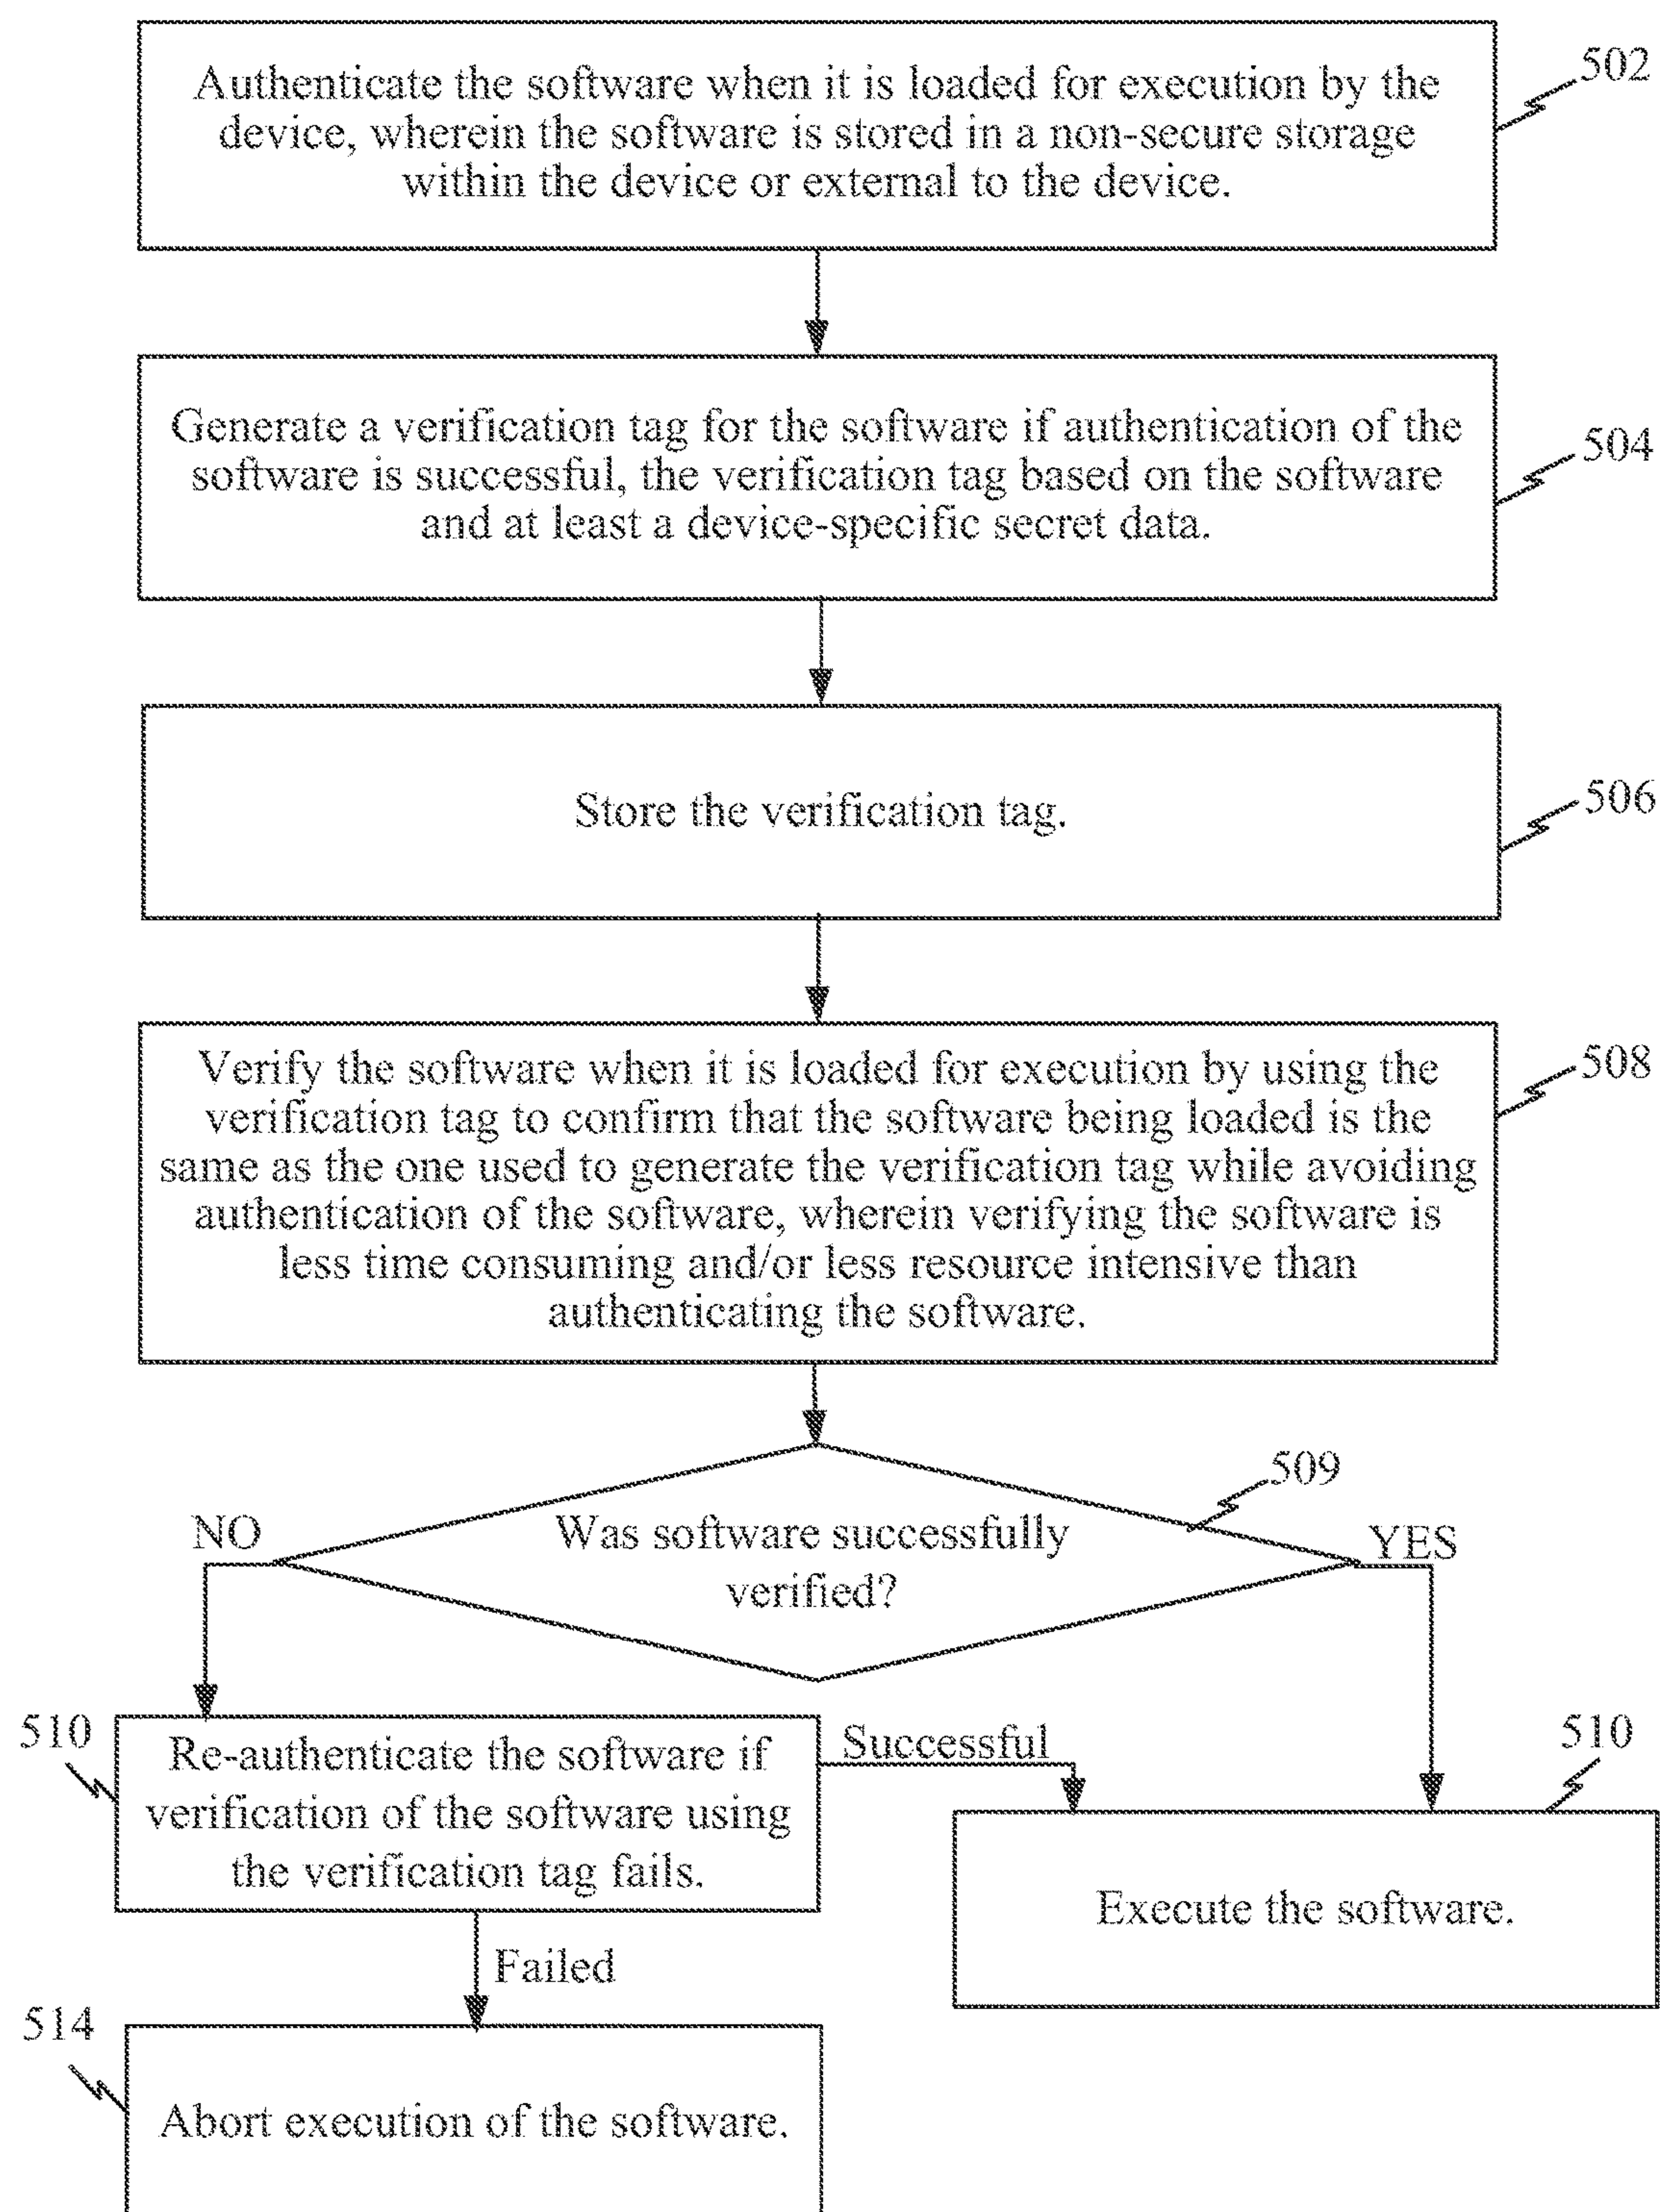 Authenticate the software when it is loaded for execution by the
device, wherein the software is stored in a non-secure storage
within the device or external to the device.
502
Generate a verification tag for the software if authentication of the
software is successful, the verification tag based on the software
and at least a device-specific secret data.
504
Store the verification tag.
506
Verify the software when it is loaded for execution by using the
verification tag to confirm that the software being loaded is the
same as the one used to generate the verification tag while avoiding
authentication of the software, wherein verifying the software is
less time consuming and/or less resource intensive than
authenticating the software.
508
509
NO
Was software successfully
verified?
YES
510
Re-authenticate the software if
verification of the software using
the verification tag fails.
Successful
510
Execute the software.
Failed
514
Abort execution of the software.